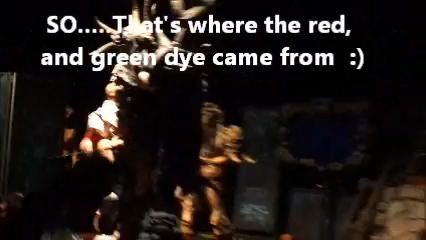 SO.....That's where the red,
and green dye came from  :)